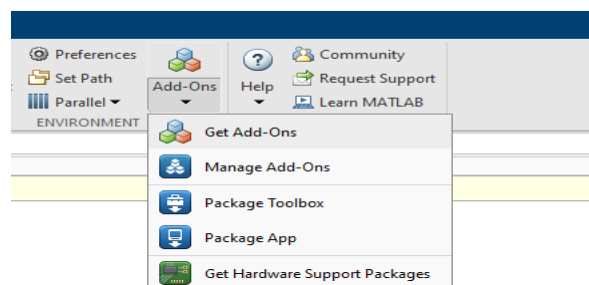 Preferences
Set Path
Parallel
ENVIRONMENT
Add-Ons
Help
Community
Request Support
Learn MATLAB
Get Add-Ons
Manage Add-Ons
Package Toolbox
Package App
Get Hardware Support Packages